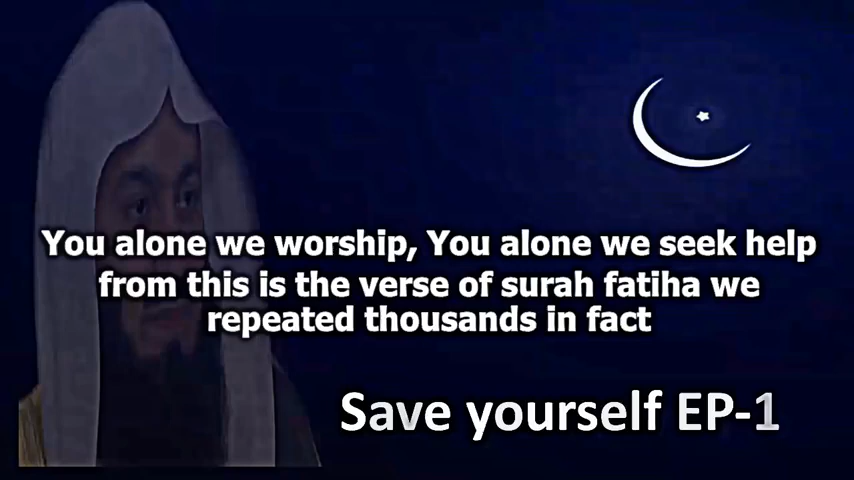 You alone we worship, You alone we seek help
from this is the verse of surah fatiha we
repeated thousands in fact
Save yourself EP-1